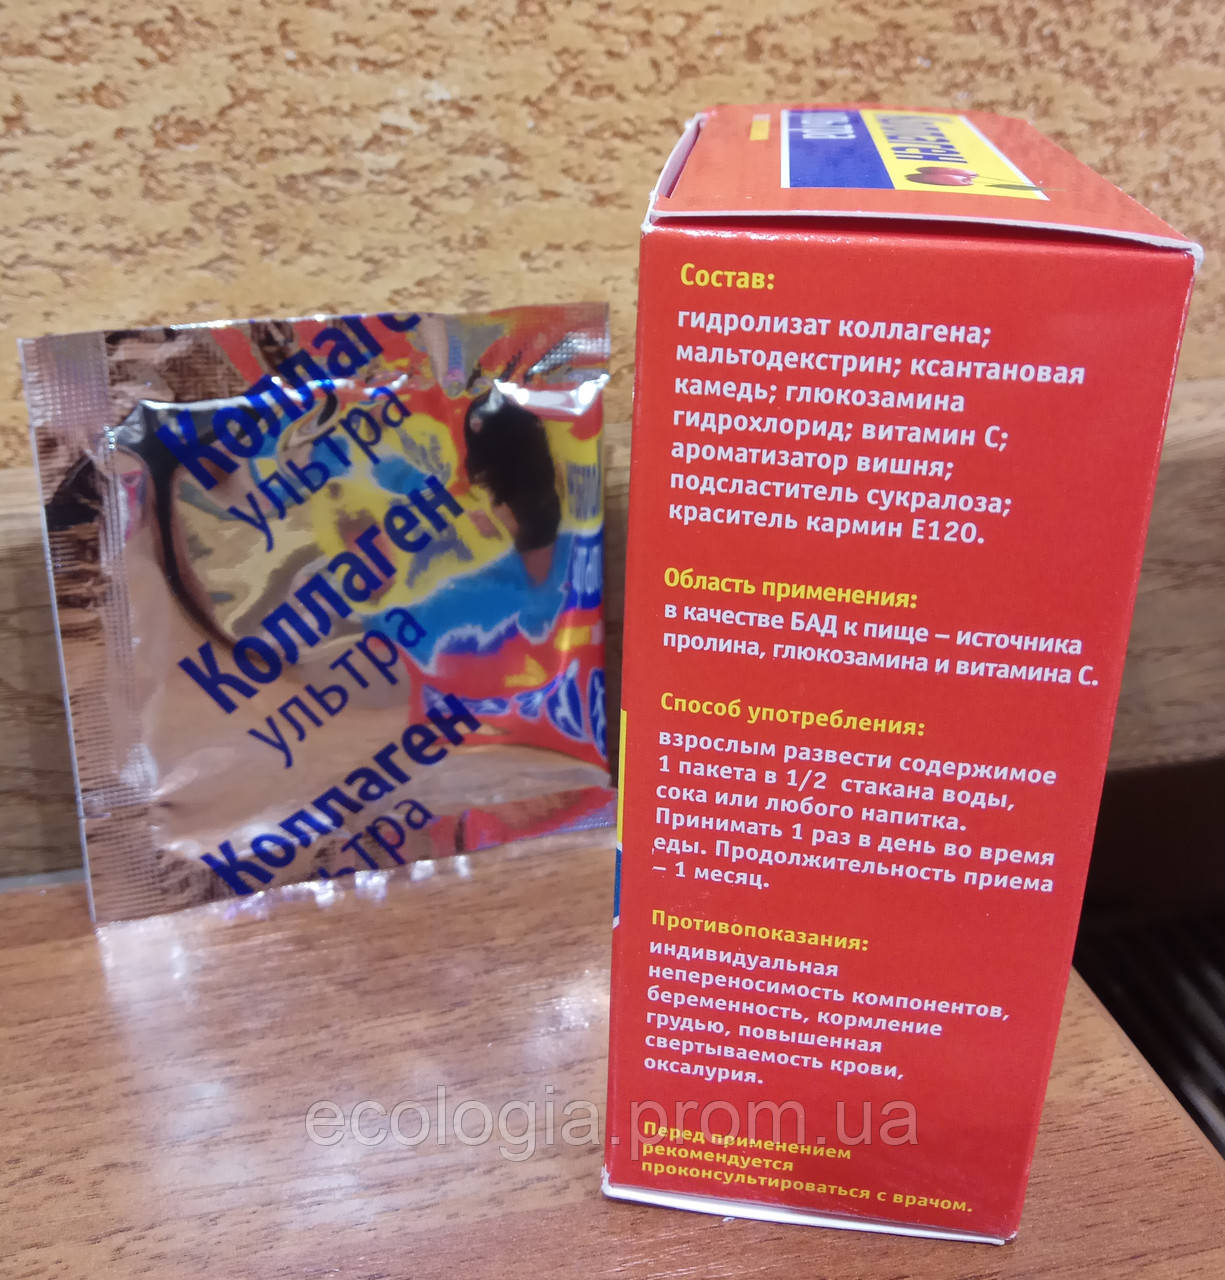 Коллаген
ультра
Состав:
гидролизат коллагена;
мальтодекстрин; ксантановая
камедь; глюкозамина
гидрохлорид; витамин С;
ароматизатор вишня;
подсластитель сукралоза;
краситель кармин Е120.
Область применения:
в качестве БАД к пище – источника
пролина, глюкозамина и витамина С.
Способ употребления:
взрослым развести содержимое
1 пакета в 1/2 стакана воды,
сока или любого напитка.
Принимать 1 раз в день во время
еды. Продолжительность приема
– 1 месяц.
Противопоказания:
индивидуальная
непереносимость компонентов,
беременность, кормление
грудью, повышенная
свертываемость крови,
оксалурия.
Перед применением
рекомендуется
проконсультироваться с врачом.
Коллаге
ультра
Коллаген
ультра
Коллаген
ьтра
ecologia.prom.ua